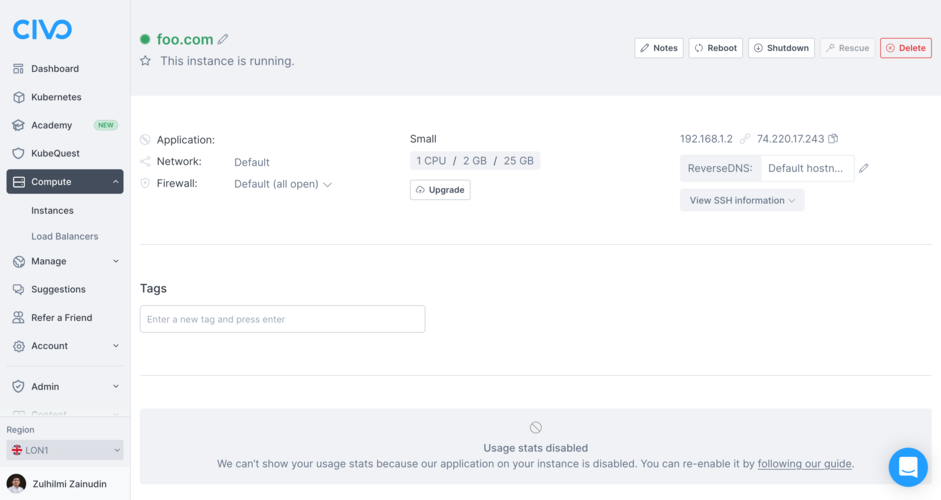 CIVO
Dashboard
Kubernetes
Academy NEW
KubeQuest
Compute
Instances
Load Balancers
Manage
Suggestions
Refer a Friend
Account
Admin
Content
Region
LON1
Zulhilmi Zainudin
foo.com
This instance is running.
Notes Reboot Shutdown Rescue Delete
Application:
Network: Default
Firewall: Default (all open)
Small
1 CPU / 2 GB / 25 GB
Upgrade
192.168.1.2 74.220.17.243
ReverseDNS: Default hostn...
View SSH information
Tags
Enter a new tag and press enter
Usage stats disabled
We can't show your usage stats because our application on your instance is disabled. You can re-enable it by following our guide.